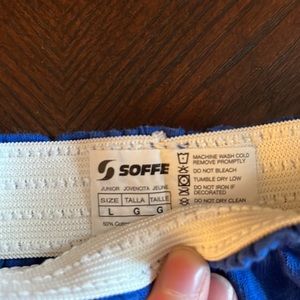 SOFFE
JUNIOR JOVENCITA JEUNE
SIZE TALLA TAILLE
L G G
50% Cotton
MACHINE WASH COLD
REMOVE PROMPTLY
DO NOT BLEACH
TUMBLE DRY LOW
DO NOT IRON IF
DECORATED
DO NOT DRY CLEAN